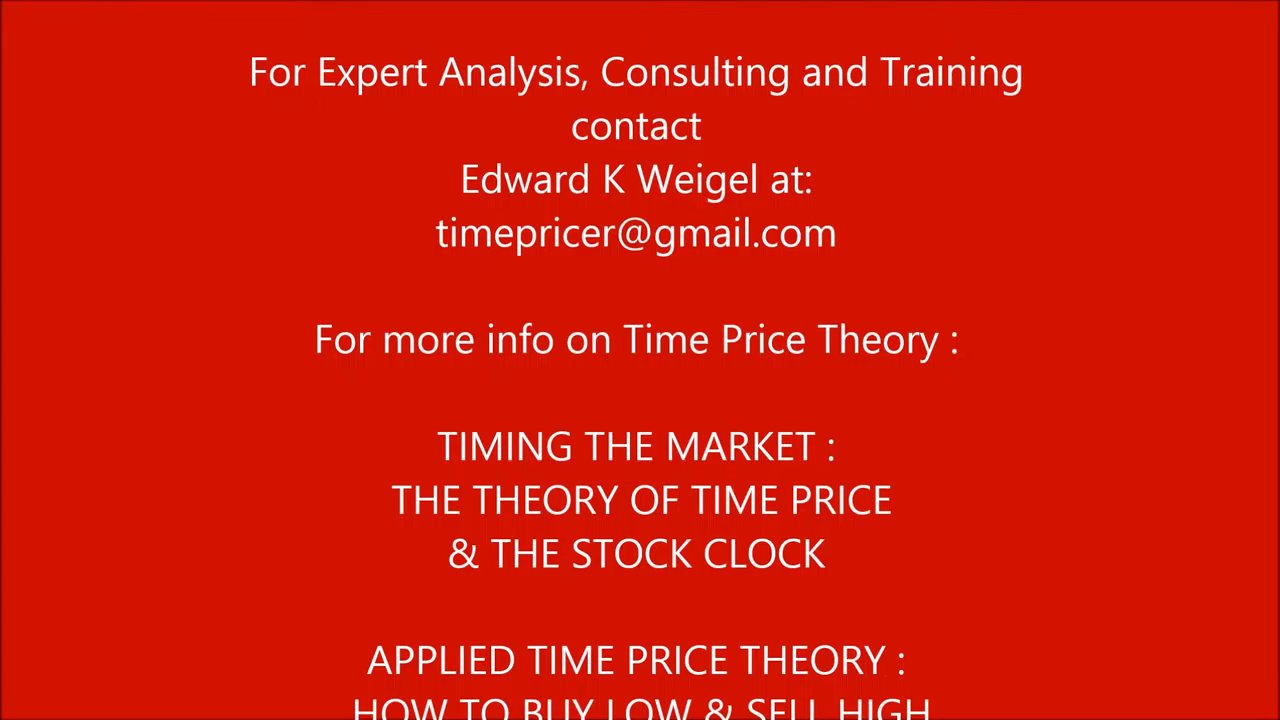 For Expert Analysis, Consulting and Training
contact
Edward K Weigel at:
timepricer@gmail.com
For more info on Time Price Theory :
TIMING THE MARKET :
THE THEORY OF TIME PRICE
& THE STOCK CLOCK
APPLIED TIME PRICE THEORY :
HOW TO BUY LOW & SELL HIGH